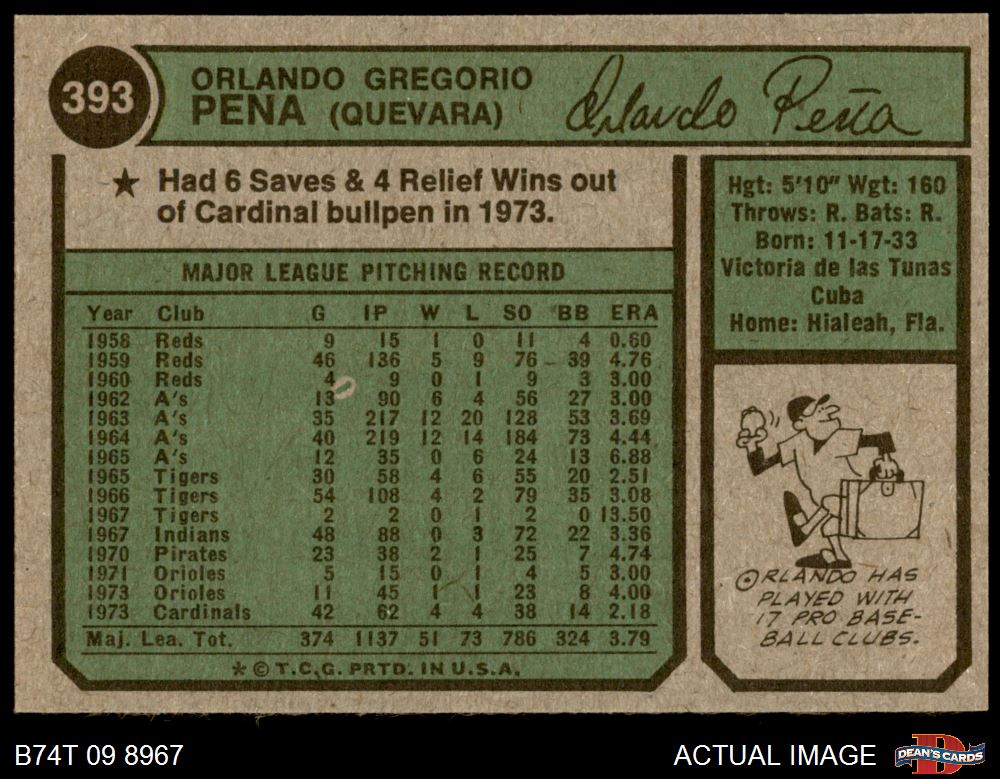 393
ORLANDO GREGORIO
PENA (QUEVARA)
Orlando Peña
★ Had 6 Saves & 4 Relief Wins out
of Cardinal bullpen in 1973.
MAJOR LEAGUE PITCHING RECORD
Year Club G IP W L SO BB ERA
1958 Reds 9 15 1 0 11 4 0.60
1959 Reds 46 136 5 9 76 39 4.76
1960 Reds 4 9 0 1 9 3 3.00
1962 A's 13 90 6 4 56 27 3.00
1963 A's 35 217 12 20 128 53 3.69
1964 A's 40 219 12 14 184 73 4.44
1965 A's 12 35 0 6 24 13 6.88
1965 Tigers 30 58 4 6 55 20 2.51
1966 Tigers 54 108 4 2 79 35 3.08
1967 Tigers 2 2 0 1 2 0 13.50
1967 Indians 48 88 0 3 72 22 3.36
1970 Pirates 23 38 2 1 25 7 4.74
1971 Orioles 5 15 0 1 4 5 3.00
1973 Orioles 11 45 1 1 23 8 4.00
1973 Cardinals 42 62 4 4 38 14 2.18
Maj. Lea. Tot. 374 1137 51 73 786 324 3.79
* © T.C.G. PRTD. IN U.S.A.
Hgt: 5'10" Wgt: 160
Throws: R. Bats: R.
Born: 11-17-33
Victoria de las Tunas
Cuba
Home: Hialeah, Fla.
ORLANDO HAS
PLAYED WITH
17 PRO BASE-
BALL CLUBS.
B74T 09 8967
ACTUAL IMAGE
DEAN'S CARDS